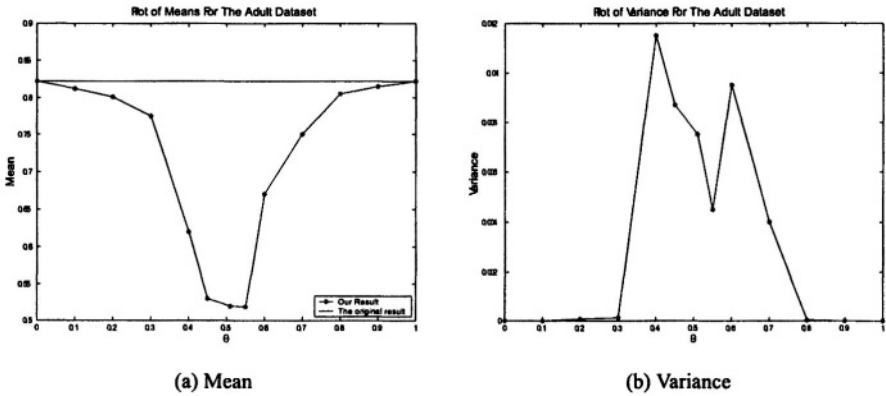 Plot of Means For The Adult Dataset
0.9
0.85
0.8
0.75
0.7
0.65
0.6
0.55
0.5
Mean
0 0.1 0.2 0.3 0.4 0.5 0.6 0.7 0.8 0.9 1
θ
Our Result
The original result
(a) Mean
Plot of Variance For The Adult Dataset
0.012
0.01
0.008
0.006
0.004
0.002
0
Variance
0 0.1 0.2 0.3 0.4 0.5 0.6 0.7 0.8 0.9 1
θ
(b) Variance